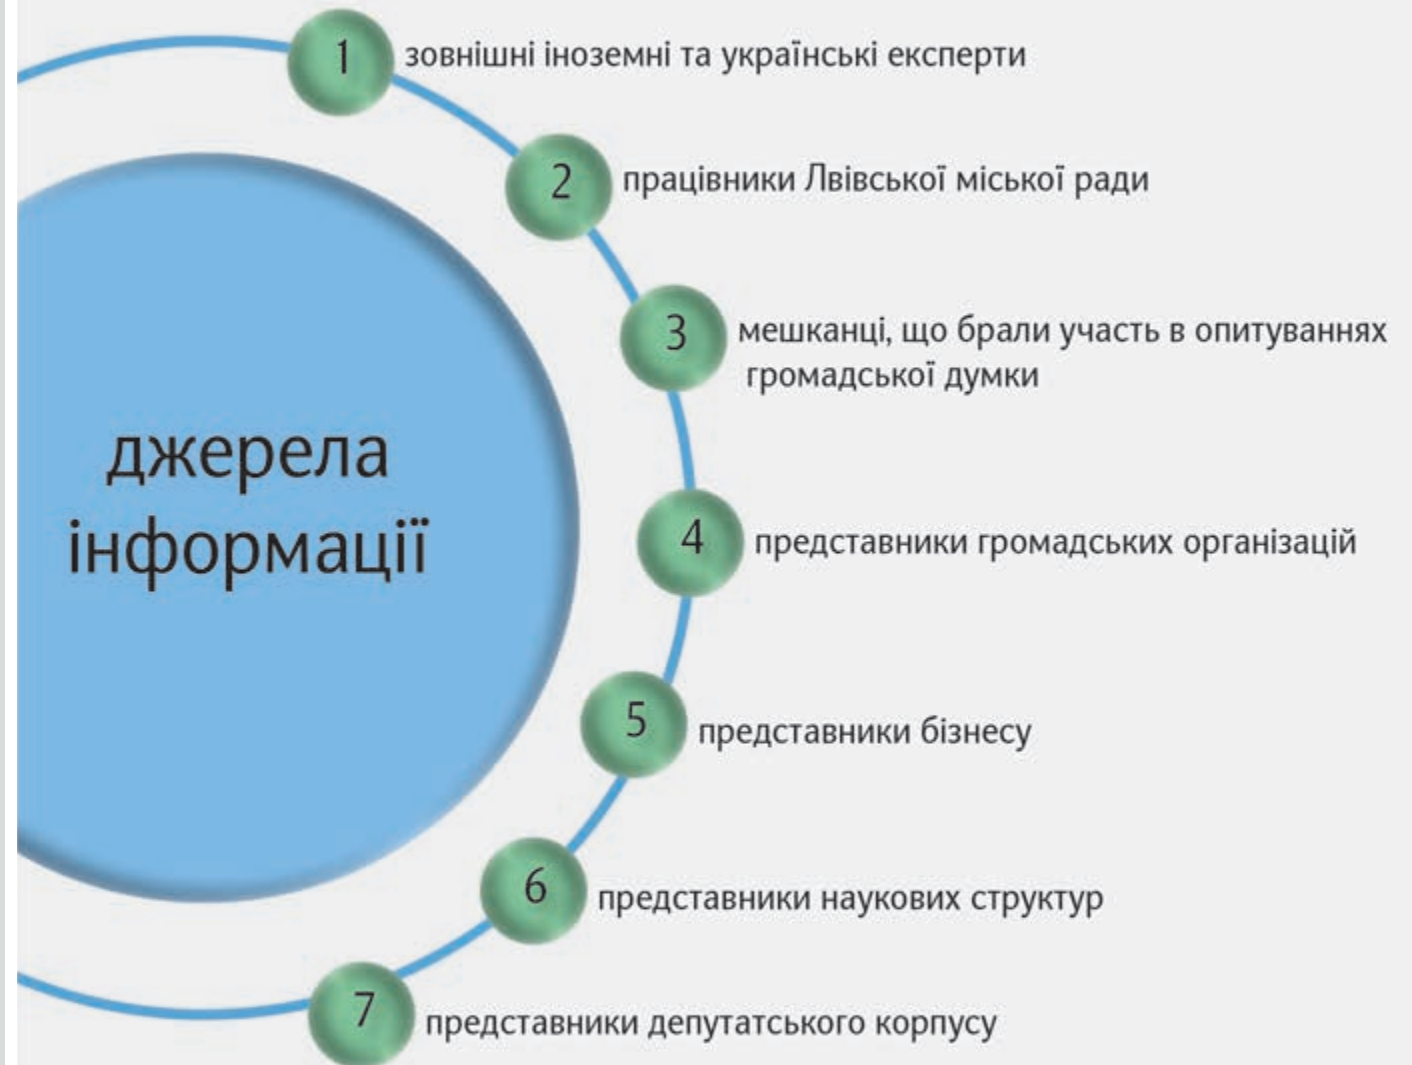 джерела
інформації
1 зовнішні іноземні та українські експерти
2 працівники Лвівської міської ради
3 мешканці, що брали участь в опитуваннях
громадської думки
4 представники громадських організацій
5 представники бізнесу
6 представники наукових структур
7 представники депутатського корпусу